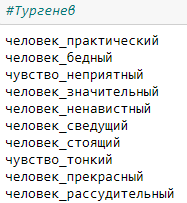 #Тургенев
человек_практический
человек_бедный
чувство_неприятный
человек_значительный
человек_ненавистный
человек_сведущий
человек_стоящий
чувство_тонкий
человек_прекрасный
человек_рассудительный